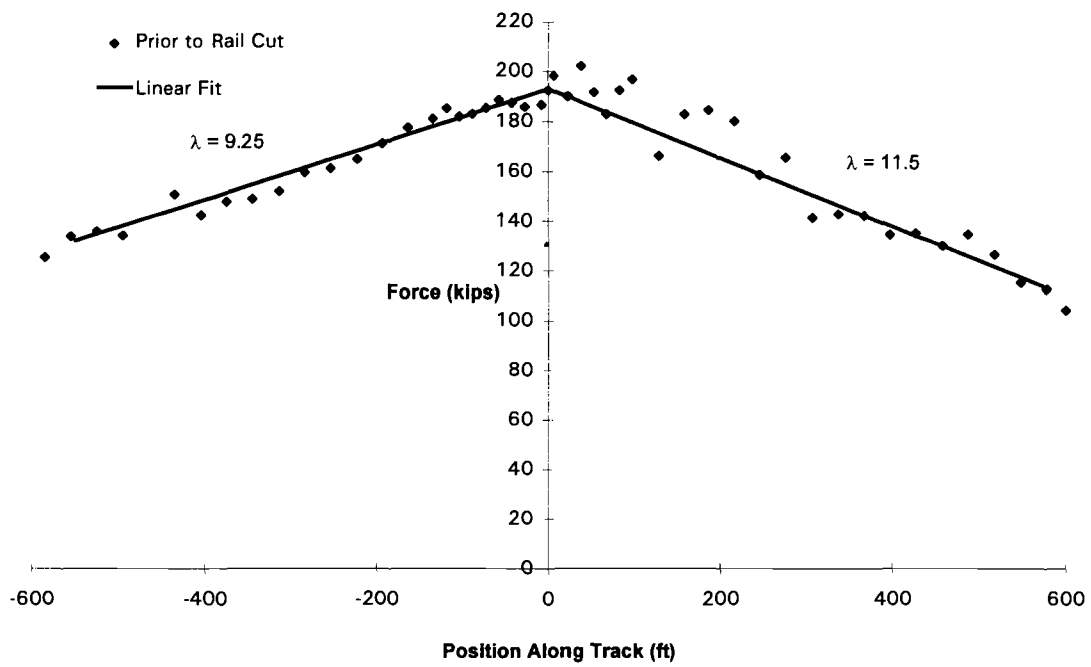 220
Prior to Rail Cut
200
Linear Fit
180
λ = 9.25
λ = 11.5
160
140
120
Force (kips)
100
80
60
40
20
0
-600 -400 -200 0 200 400 600
Position Along Track (ft)